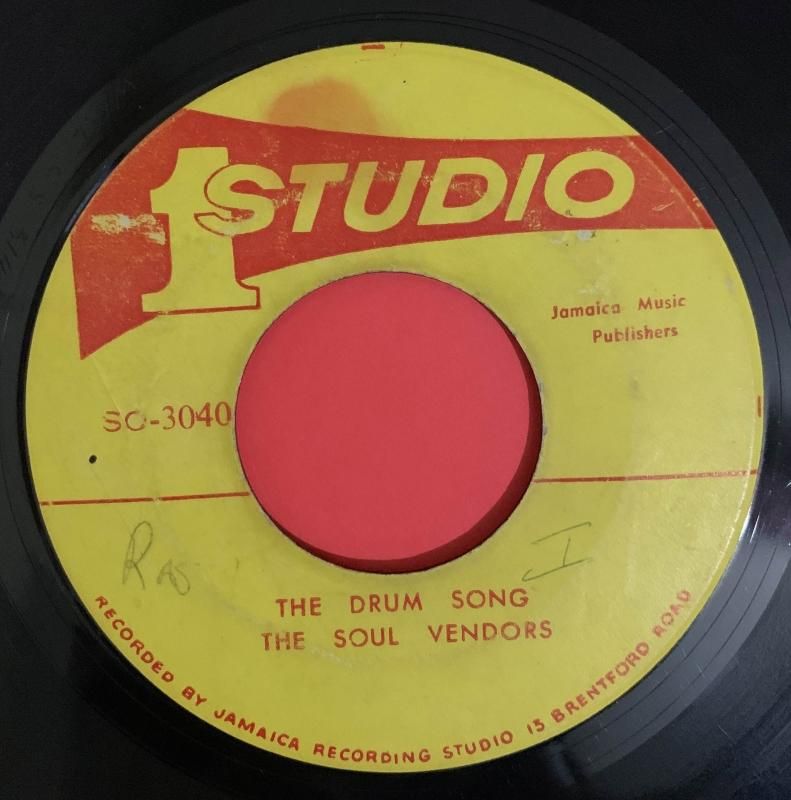 1 STUDIO
Jamaica Music
Publishers
SO-3040
Ras
I
THE DRUM SONG
THE SOUL VENDORS
RECORDED BY JAMAICA RECORDING STUDIO 13 BRENTFORD ROAD